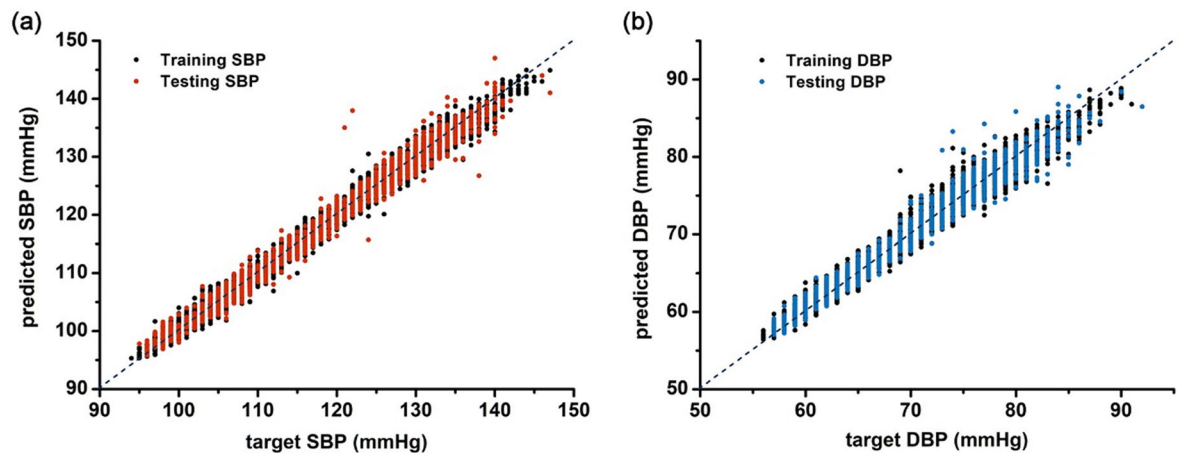 (a)
150
140
130
120
110
100
90
predicted SBP (mmHg)
Training SBP
Testing SBP
90 100 110 120 130 140 150
target SBP (mmHg)
(b)
90
80
70
60
50
predicted DBP (mmHg)
Training DBP
Testing DBP
50 60 70 80 90
target DBP (mmHg)